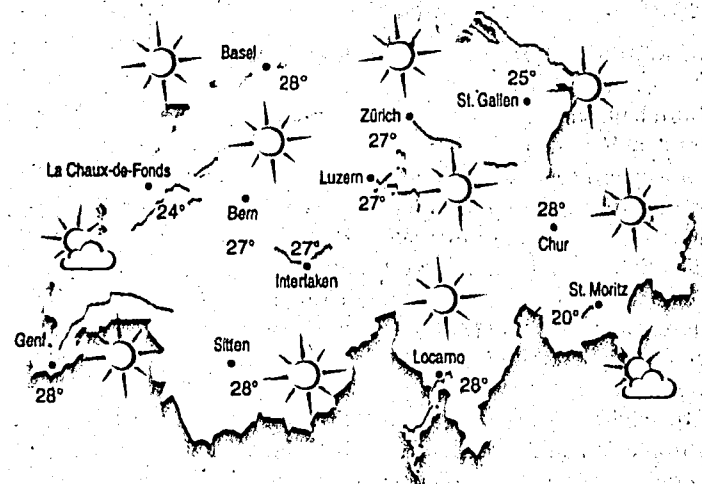 Basel
28°
25°
St. Gallen
Zürich
27°
La Chaux-de-Fonds
24°
Luzern
27°
Bern
27°
27°
Interlaken
28°
Chur
St. Moritz
20°
Genf
28°
Sitten
28°
Locarno
28°